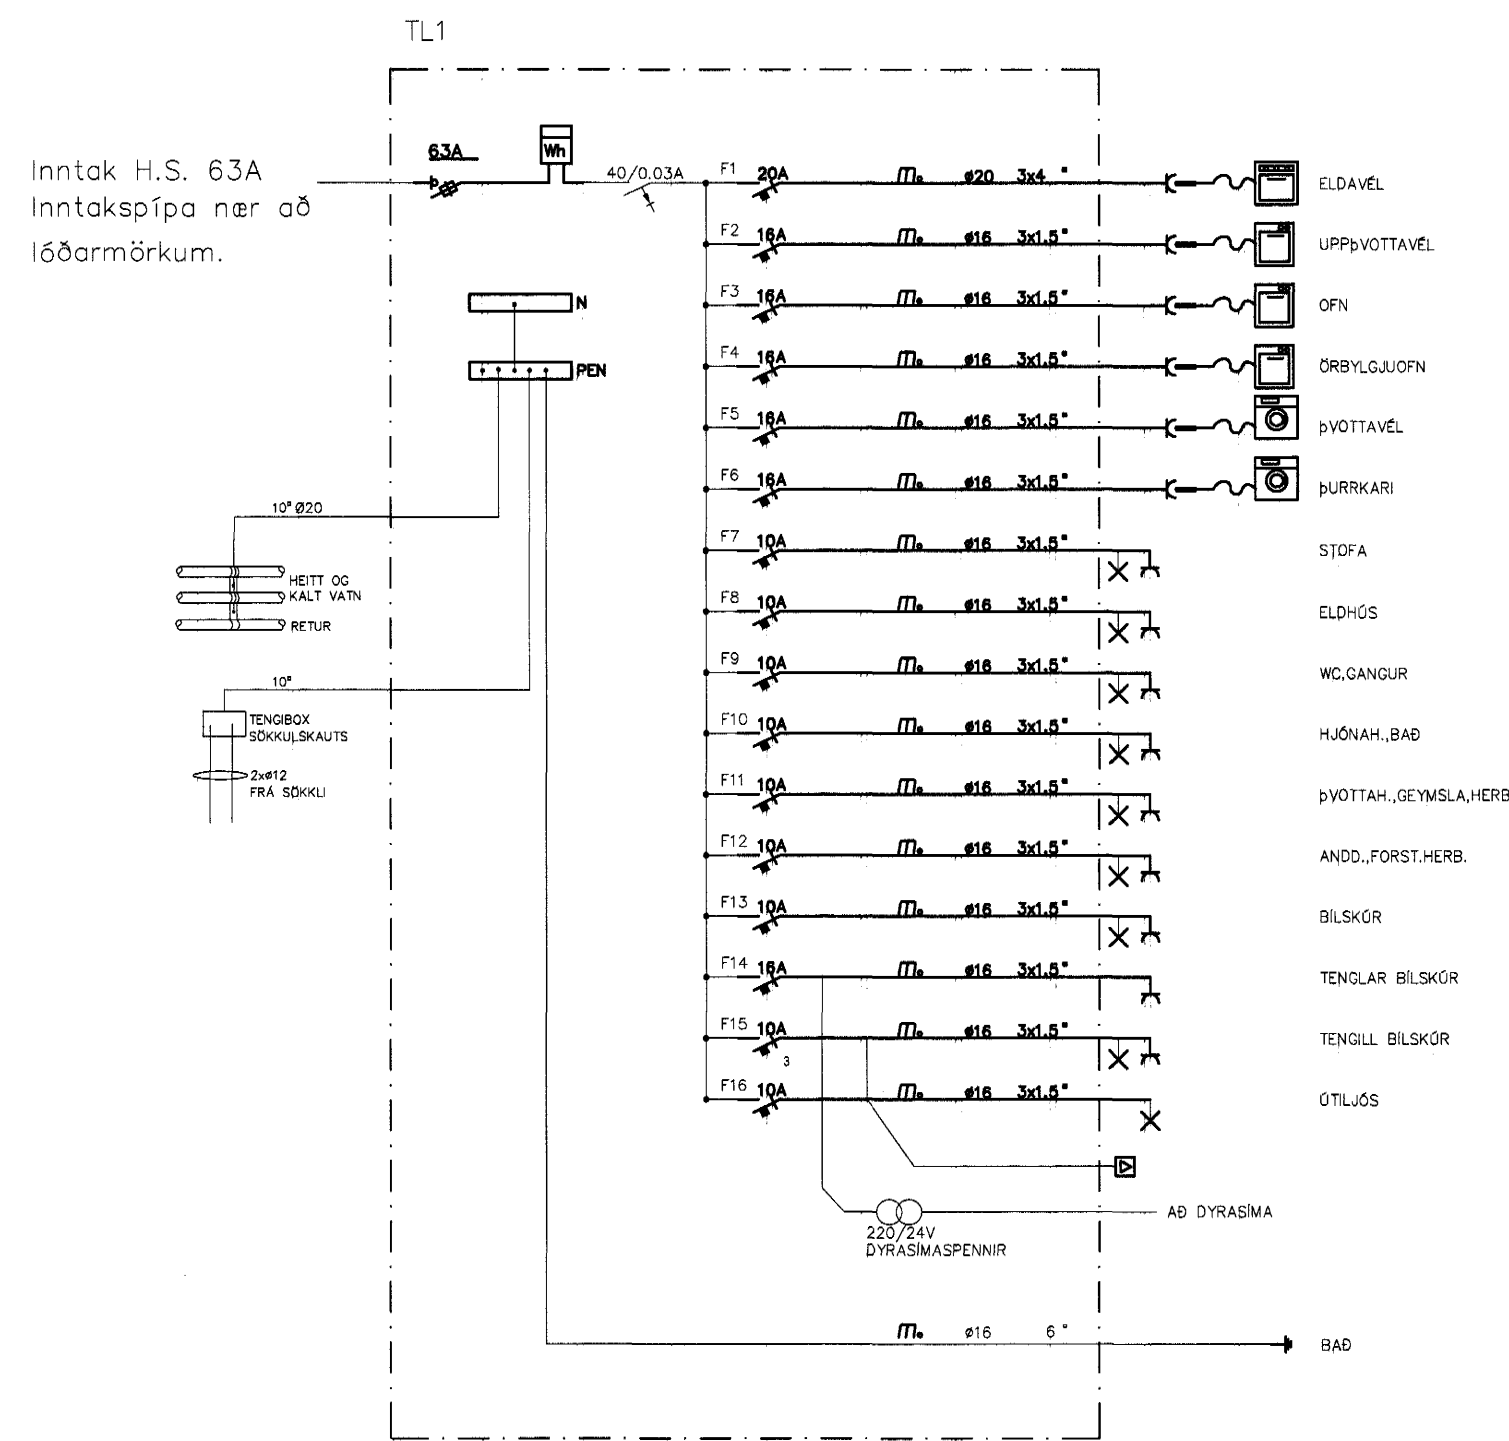 TL1
Inntak H.S. 63A
Inntakspípa nær að
lóðarmörkum.
63A
Wh
40/0.03A
N
PEN
F1 20A m. ø20 3x4 " ELDAVÉL
F2 16A m. ø16 3x1.5" UPPÞVOTTAVÉL
F3 16A m. ø16 3x1.5" OFN
F4 16A m. ø16 3x1.5" ÖRBYLGJUOFN
F5 16A m. ø16 3x1.5" ÞVOTTAVÉL
F6 16A m. ø16 3x1.5" ÞURRKARI
F7 10A m. ø16 3x1.5" STOFA
F8 10A m. ø16 3x1.5" ELDHÚS
F9 10A m. ø16 3x1.5" WC,GANGUR
F10 10A m. ø16 3x1.5" HJÓNAH.,BAÐ
F11 10A m. ø16 3x1.5" ÞVOTTAH.,GEYMSLA,HERB
F12 10A m. ø16 3x1.5" ANDD.,FORST.HERB.
F13 10A m. ø16 3x1.5" BÍLSKÚR
F14 16A m. ø16 3x1.5" TENGLAR BÍLSKÚR
F15 10A m. ø16 3x1.5" TENGILL BÍLSKÚR
3
F16 10A m. ø16 3x1.5" ÚTILJÓS
10" Ø20
HEITT OG
KALT VATN
RETUR
10"
TENGIBOX
SÖKKULSKAUTS
2xø12
FRÁ SÖKKLI
AÐ DYRASÍMA
220/24V
DYRASÍMASPENNIR
m. ø16 6 " BAÐ